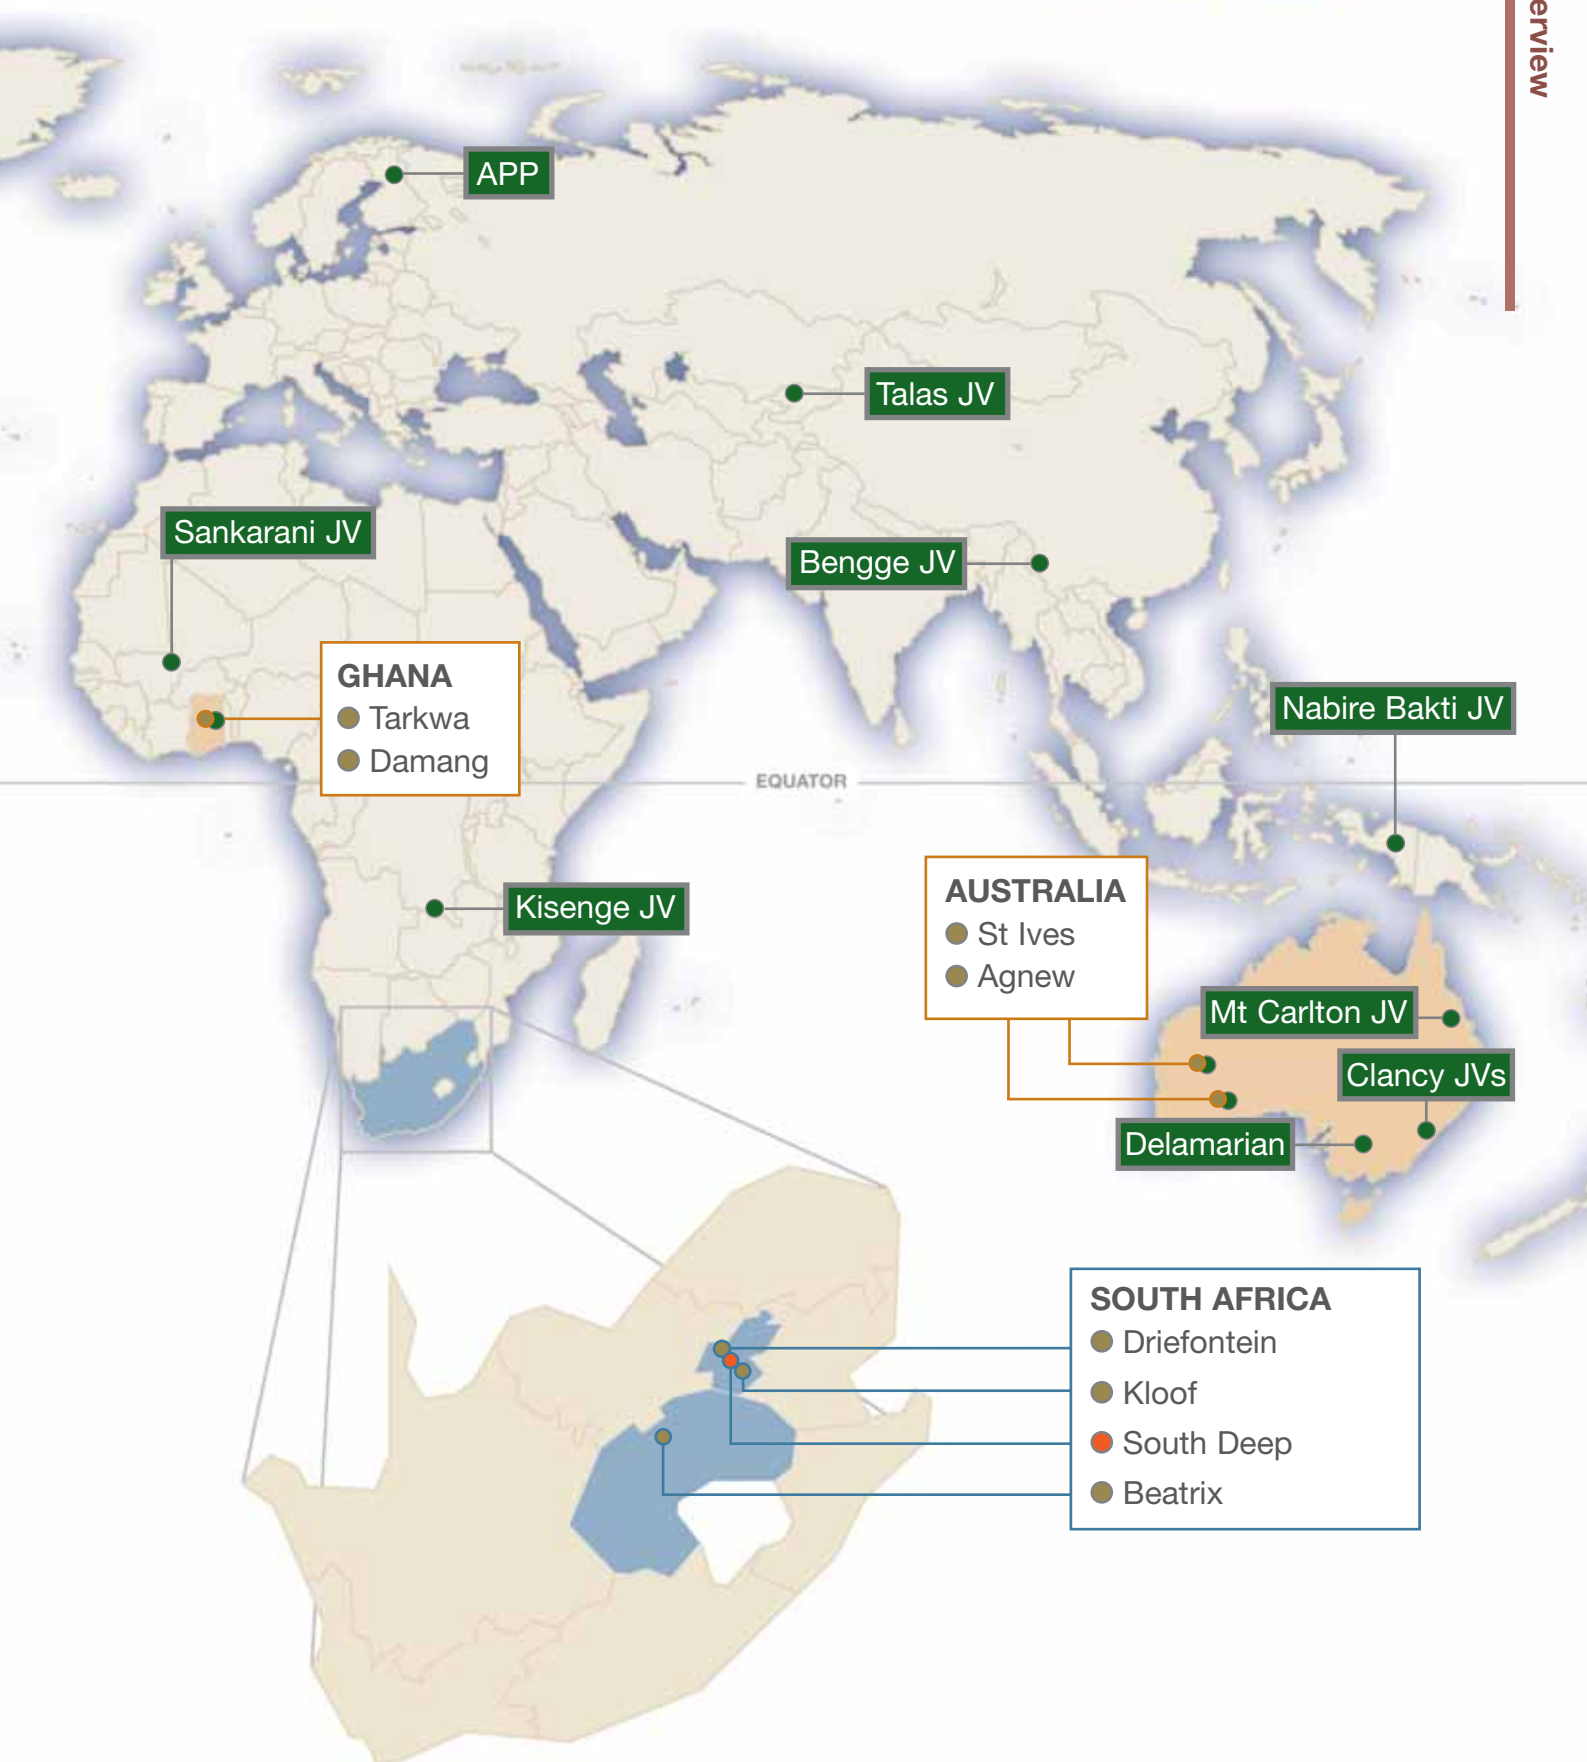 erview
APP
Talas JV
Sankarani JV
Bengge JV
GHANA
Tarkwa
Damang
Nabire Bakti JV
EQUATOR
Kisenge JV
AUSTRALIA
St Ives
Agnew
Mt Carlton JV
Clancy JVs
Delamarian
SOUTH AFRICA
Driefontein
Kloof
South Deep
Beatrix